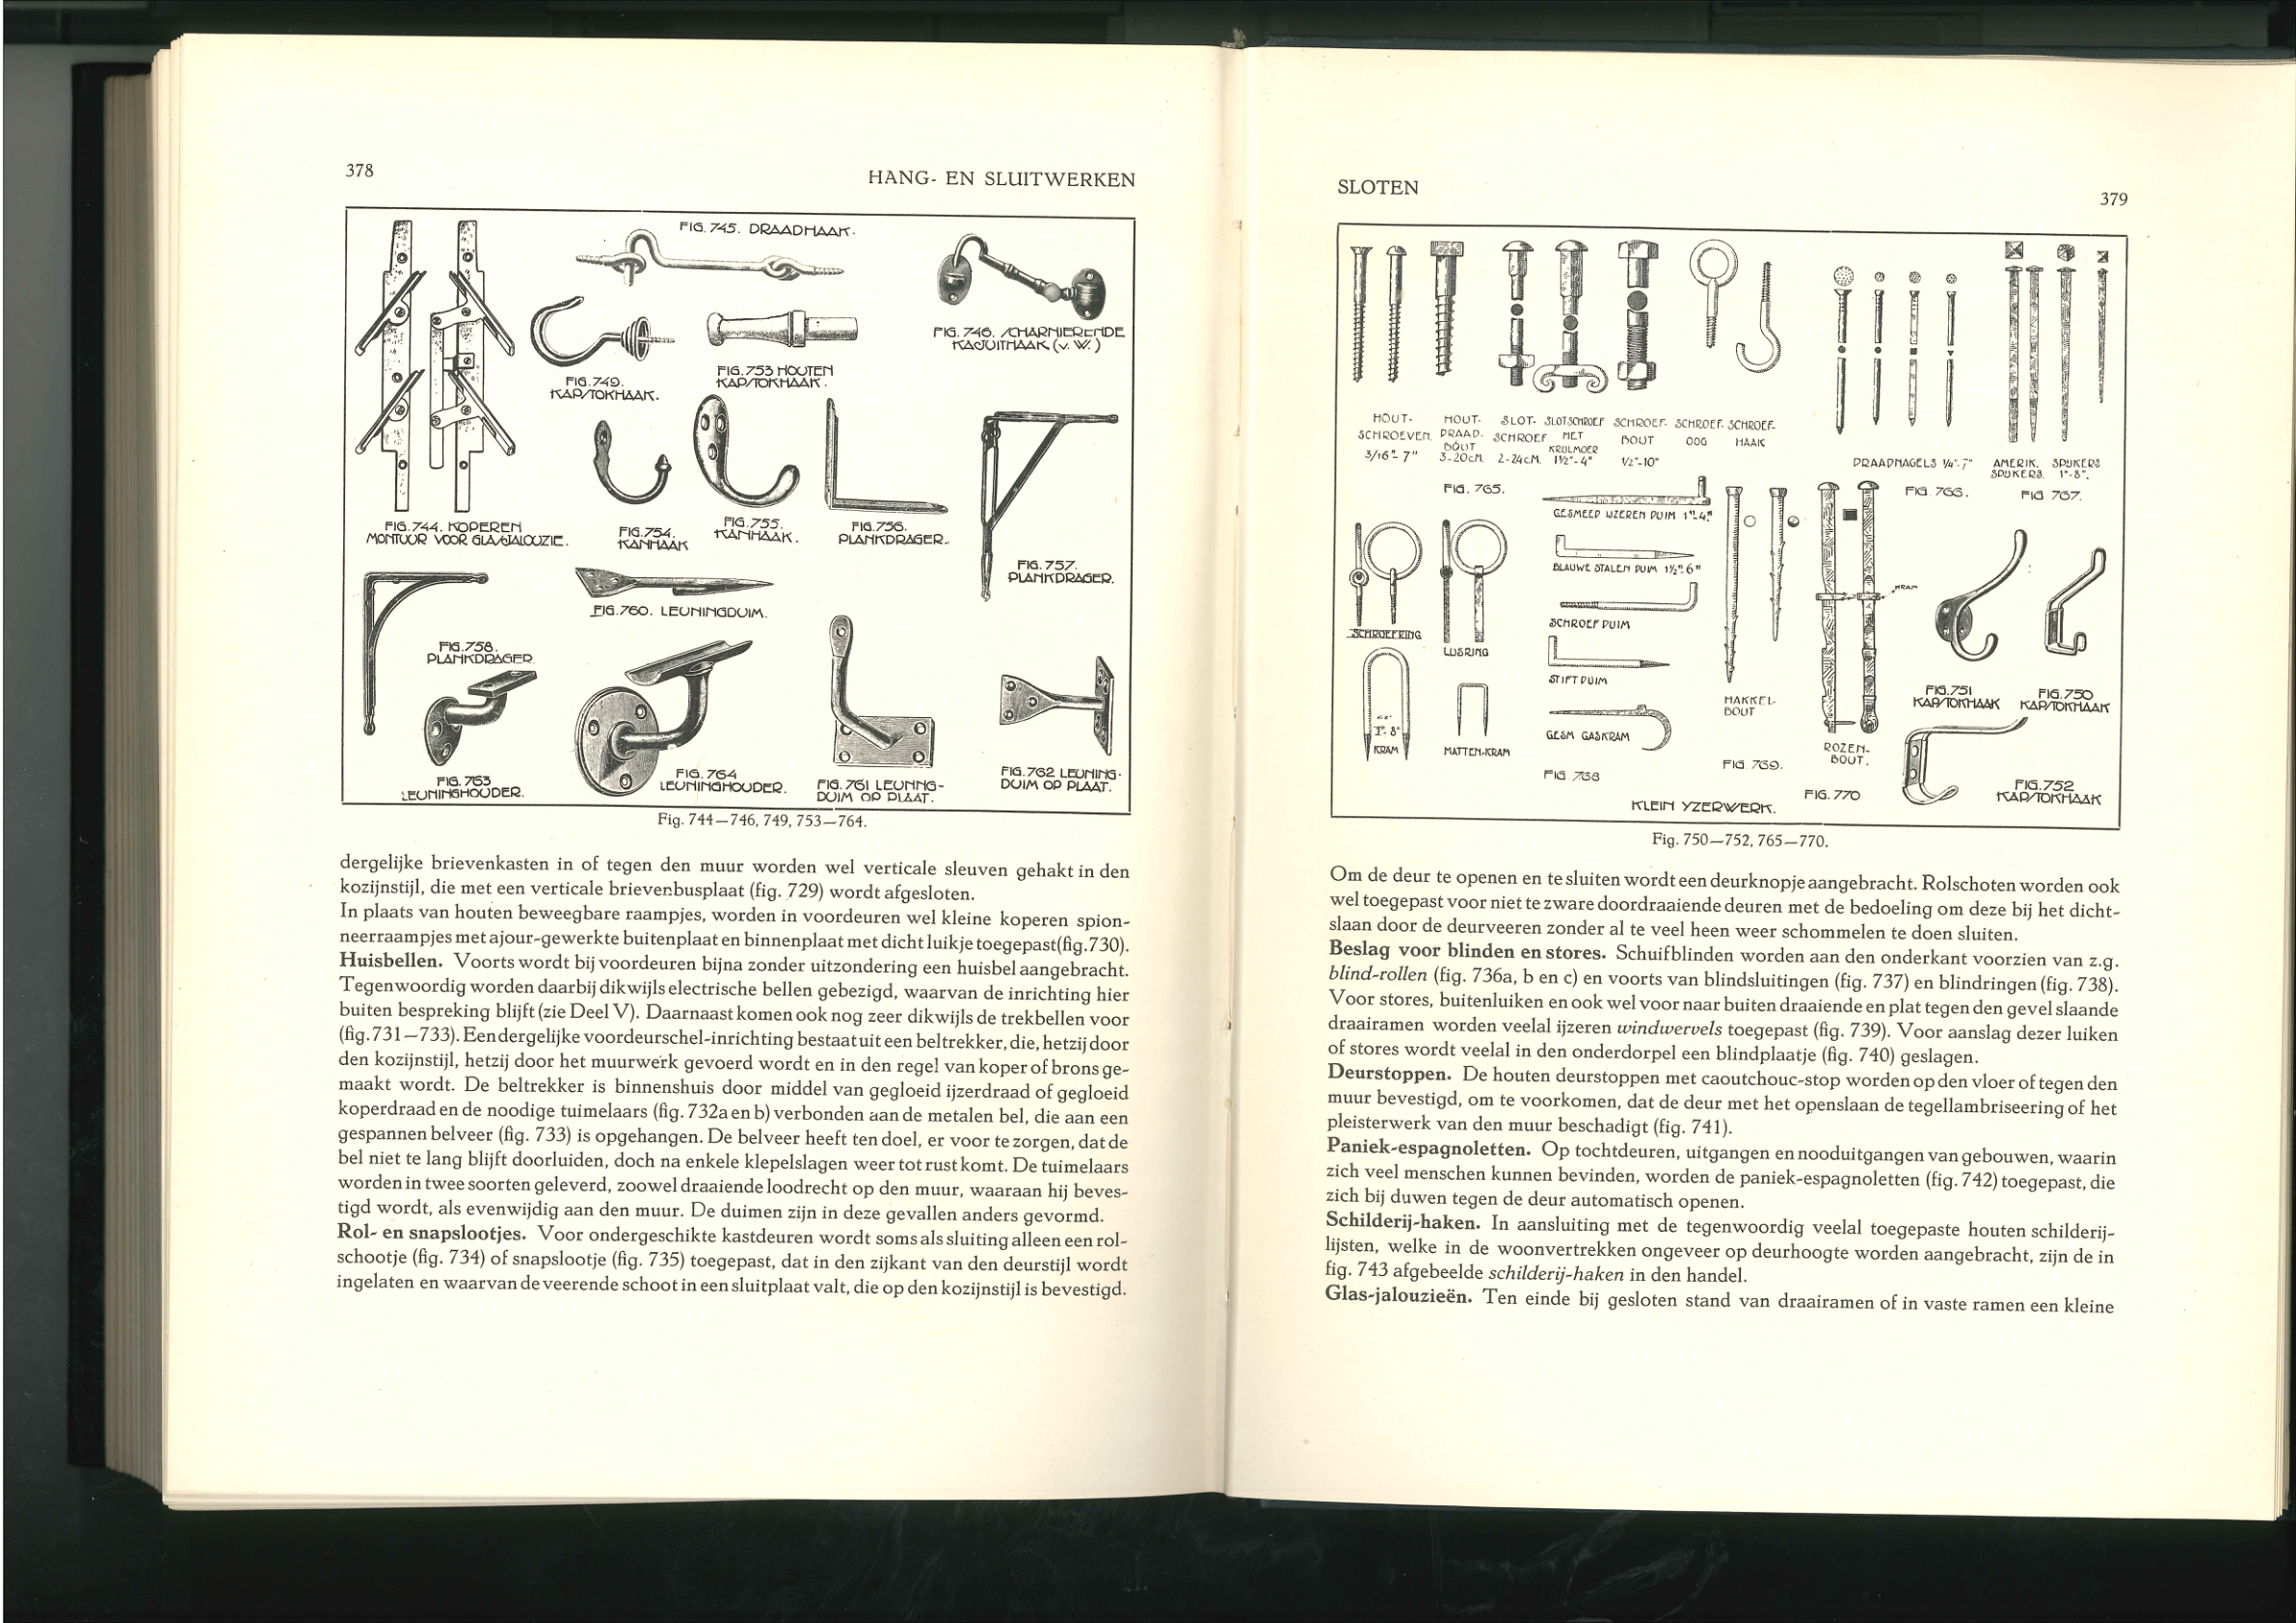 378
HANG- EN SLUITWERKEN
FIG. 745. DRAADHAAK.
FIG. 746. SCHARNIERENDE
KAJUITHAAK (v. W.)
FIG. 749.
KAPSTOKHAAK.
FIG. 753 HOUTEN
KAPSTOKHAAK.
FIG. 744. KOPEREN
MONTUUR VOOR GLASJALOUZIE.
FIG. 754.
KANHAAK
FIG. 755.
KANHAAK.
FIG. 756.
PLANKDRAGER.
FIG. 757.
PLANKDRAGER.
FIG. 760. LEUNINGDUIM.
FIG. 758.
PLANKDRAGER.
FIG. 763
LEUNINGHOUDER.
FIG. 764
LEUNINGHOUDER.
FIG. 761 LEUNNG-
DUIM OP PLAAT.
FIG. 762 LEUNING-
DUIM OP PLAAT.
Fig. 744—746, 749, 753—764.
dergelijke brievenkasten in of tegen den muur worden wel verticale sleuven gehakt in den
kozijnstijl, die met een verticale brievenbusplaat (fig. 729) wordt afgesloten.
In plaats van houten beweegbare raampjes, worden in voordeuren wel kleine koperen spion-
neerraampjes met ajour-gewerkte buitenplaat en binnenplaat met dicht luikje toegepast (fig. 730).
Huisbellen. Voorts wordt bij voordeuren bijna zonder uitzondering een huisbel aangebracht.
Tegenwoordig worden daarbij dikwijls electrische bellen gebezigd, waarvan de inrichting hier
buiten bespreking blijft (zie Deel V). Daarnaast komen ook nog zeer dikwijls de trekbellen voor
(fig. 731—733). Een dergelijke voordeurschel-inrichting bestaat uit een beltrekker, die, hetzij door
den kozijnstijl, hetzij door het muurwerk gevoerd wordt en in den regel van koper of brons ge-
maakt wordt. De beltrekker is binnenshuis door middel van gegloeid ijzerdraad of gegloeid
koperdraad en de noodige tuimelaars (fig. 732a en b) verbonden aan de metalen bel, die aan een
gespannen belveer (fig. 733) is opgehangen. De belveer heeft ten doel, er voor te zorgen, dat de
bel niet te lang blijft doorluiden, doch na enkele klepelslagen weer tot rust komt. De tuimelaars
worden in twee soorten geleverd, zoowel draaiende loodrecht op den muur, waaraan hij beves-
tigd wordt, als evenwijdig aan den muur. De duimen zijn in deze gevallen anders gevormd.
Rol- en snapslootjes. Voor ondergeschikte kastdeuren wordt soms als sluiting alleen een rol-
schootje (fig. 734) of snapslootje (fig. 735) toegepast, dat in den zijkant van den deurstijl wordt
ingelaten en waarvan de veerende schoot in een sluitplaat valt, die op den kozijnstijl is bevestigd.
SLOTEN
379
HOUT-
SCHROEVEN.
3/16"- 7"
HOUT-
DRAAD-
BOUT
3-20cM.
SLOT-
SCHROEF
2-24cM.
SLOTSCHROEF
MET
KRULMOER
1½"-4"
SCHROEF-
BOUT
1/2"-10"
SCHROEF-
OOG
SCHROEF-
HAAK
DRAADNAGELS 1/4"-7"
AMERIK.
SPIJKERS.
SPIJKERS
1"-8".
FIG. 765.
FIG 766.
FIG 767.
GESMEED IJZEREN DUIM 1"-4"
BLAUWE STALEN DUIM 1½"-6"
SCHROEF DUIM
STIFT DUIM
GESM GASKRAM
SCHROEFRING
LUSRING
1"- 8"
KRAM
MATTEN-KRAM
FIG 768
HAKKEL-
BOUT
FIG 769.
KRAM
ROZEN-
BOUT.
FIG. 770
FIG. 751
KAPSTOKHAAK
FIG. 750
KAPSTOKHAAK
FIG. 752
KAPSTOKHAAK
KLEIN YZERWERK.
Fig. 750—752, 765—770.
Om de deur te openen en te sluiten wordt een deurknopje aangebracht. Rolschoten worden ook
wel toegepast voor niet te zware doordraaiende deuren met de bedoeling om deze bij het dicht-
slaan door de deurveeren zonder al te veel heen weer schommelen te doen sluiten.
Beslag voor blinden en stores. Schuifblinden worden aan den onderkant voorzien van z.g.
blind-rollen (fig. 736a, b en c) en voorts van blindsluitingen (fig. 737) en blindringen (fig. 738).
Voor stores, buitenluiken en ook wel voor naar buiten draaiende en plat tegen den gevel slaande
draairamen worden veelal ijzeren windwervels toegepast (fig. 739). Voor aanslag dezer luiken
of stores wordt veelal in den onderdorpel een blindplaatje (fig. 740) geslagen.
Deurstoppen. De houten deurstoppen met caoutchouc-stop worden op den vloer of tegen den
muur bevestigd, om te voorkomen, dat de deur met het openslaan de tegellambriseering of het
pleisterwerk van den muur beschadigt (fig. 741).
Paniek-espagnoletten. Op tochtdeuren, uitgangen en nooduitgangen van gebouwen, waarin
zich veel menschen kunnen bevinden, worden de paniek-espagnoletten (fig. 742) toegepast, die
zich bij duwen tegen de deur automatisch openen.
Schilderij-haken. In aansluiting met de tegenwoordig veelal toegepaste houten schilderij-
lijsten, welke in de woonvertrekken ongeveer op deurhoogte worden aangebracht, zijn de in
fig. 743 afgebeelde schilderij-haken in den handel.
Glas-jalouzieën. Ten einde bij gesloten stand van draairamen of in vaste ramen een kleine